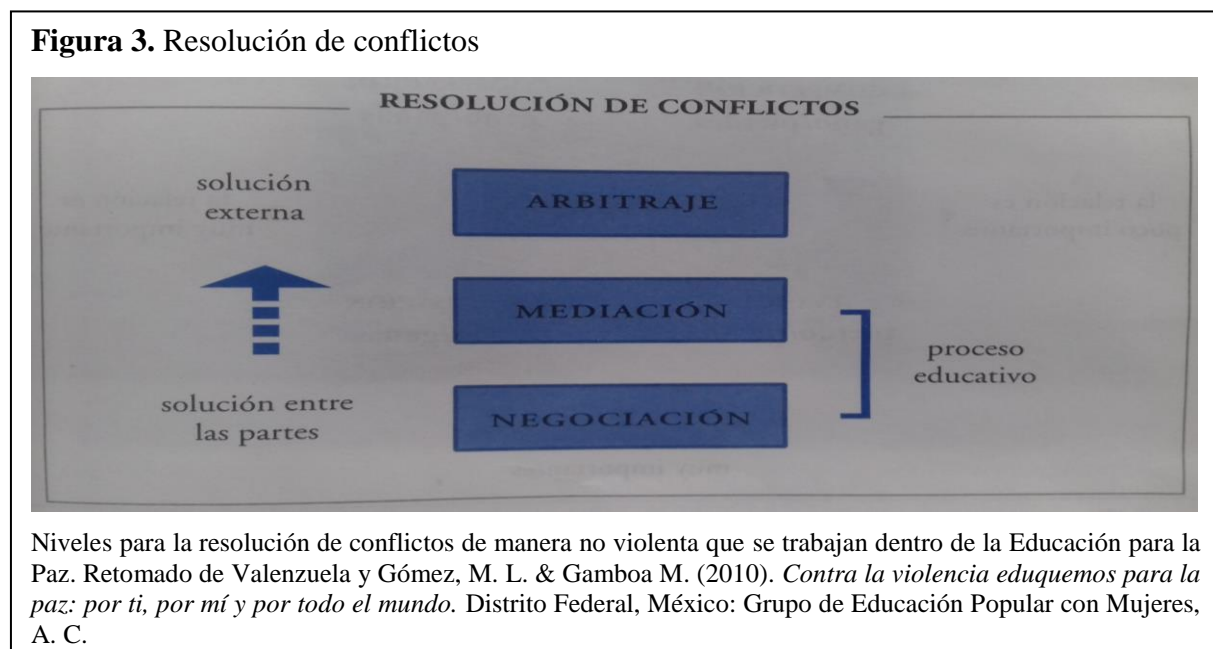 Figura 3. Resolución de conflictos
RESOLUCIÓN DE CONFLICTOS
solución
externa
ARBITRAJE
MEDIACIÓN
proceso
educativo
solución entre
las partes
NEGOCIACIÓN
Niveles para la resolución de conflictos de manera no violenta que se trabajan dentro de la Educación para la
Paz. Retomado de Valenzuela y Gómez, M. L. & Gamboa M. (2010). Contra la violencia eduquemos para la
paz: por ti, por mí y por todo el mundo. Distrito Federal, México: Grupo de Educación Popular con Mujeres,
A. C.